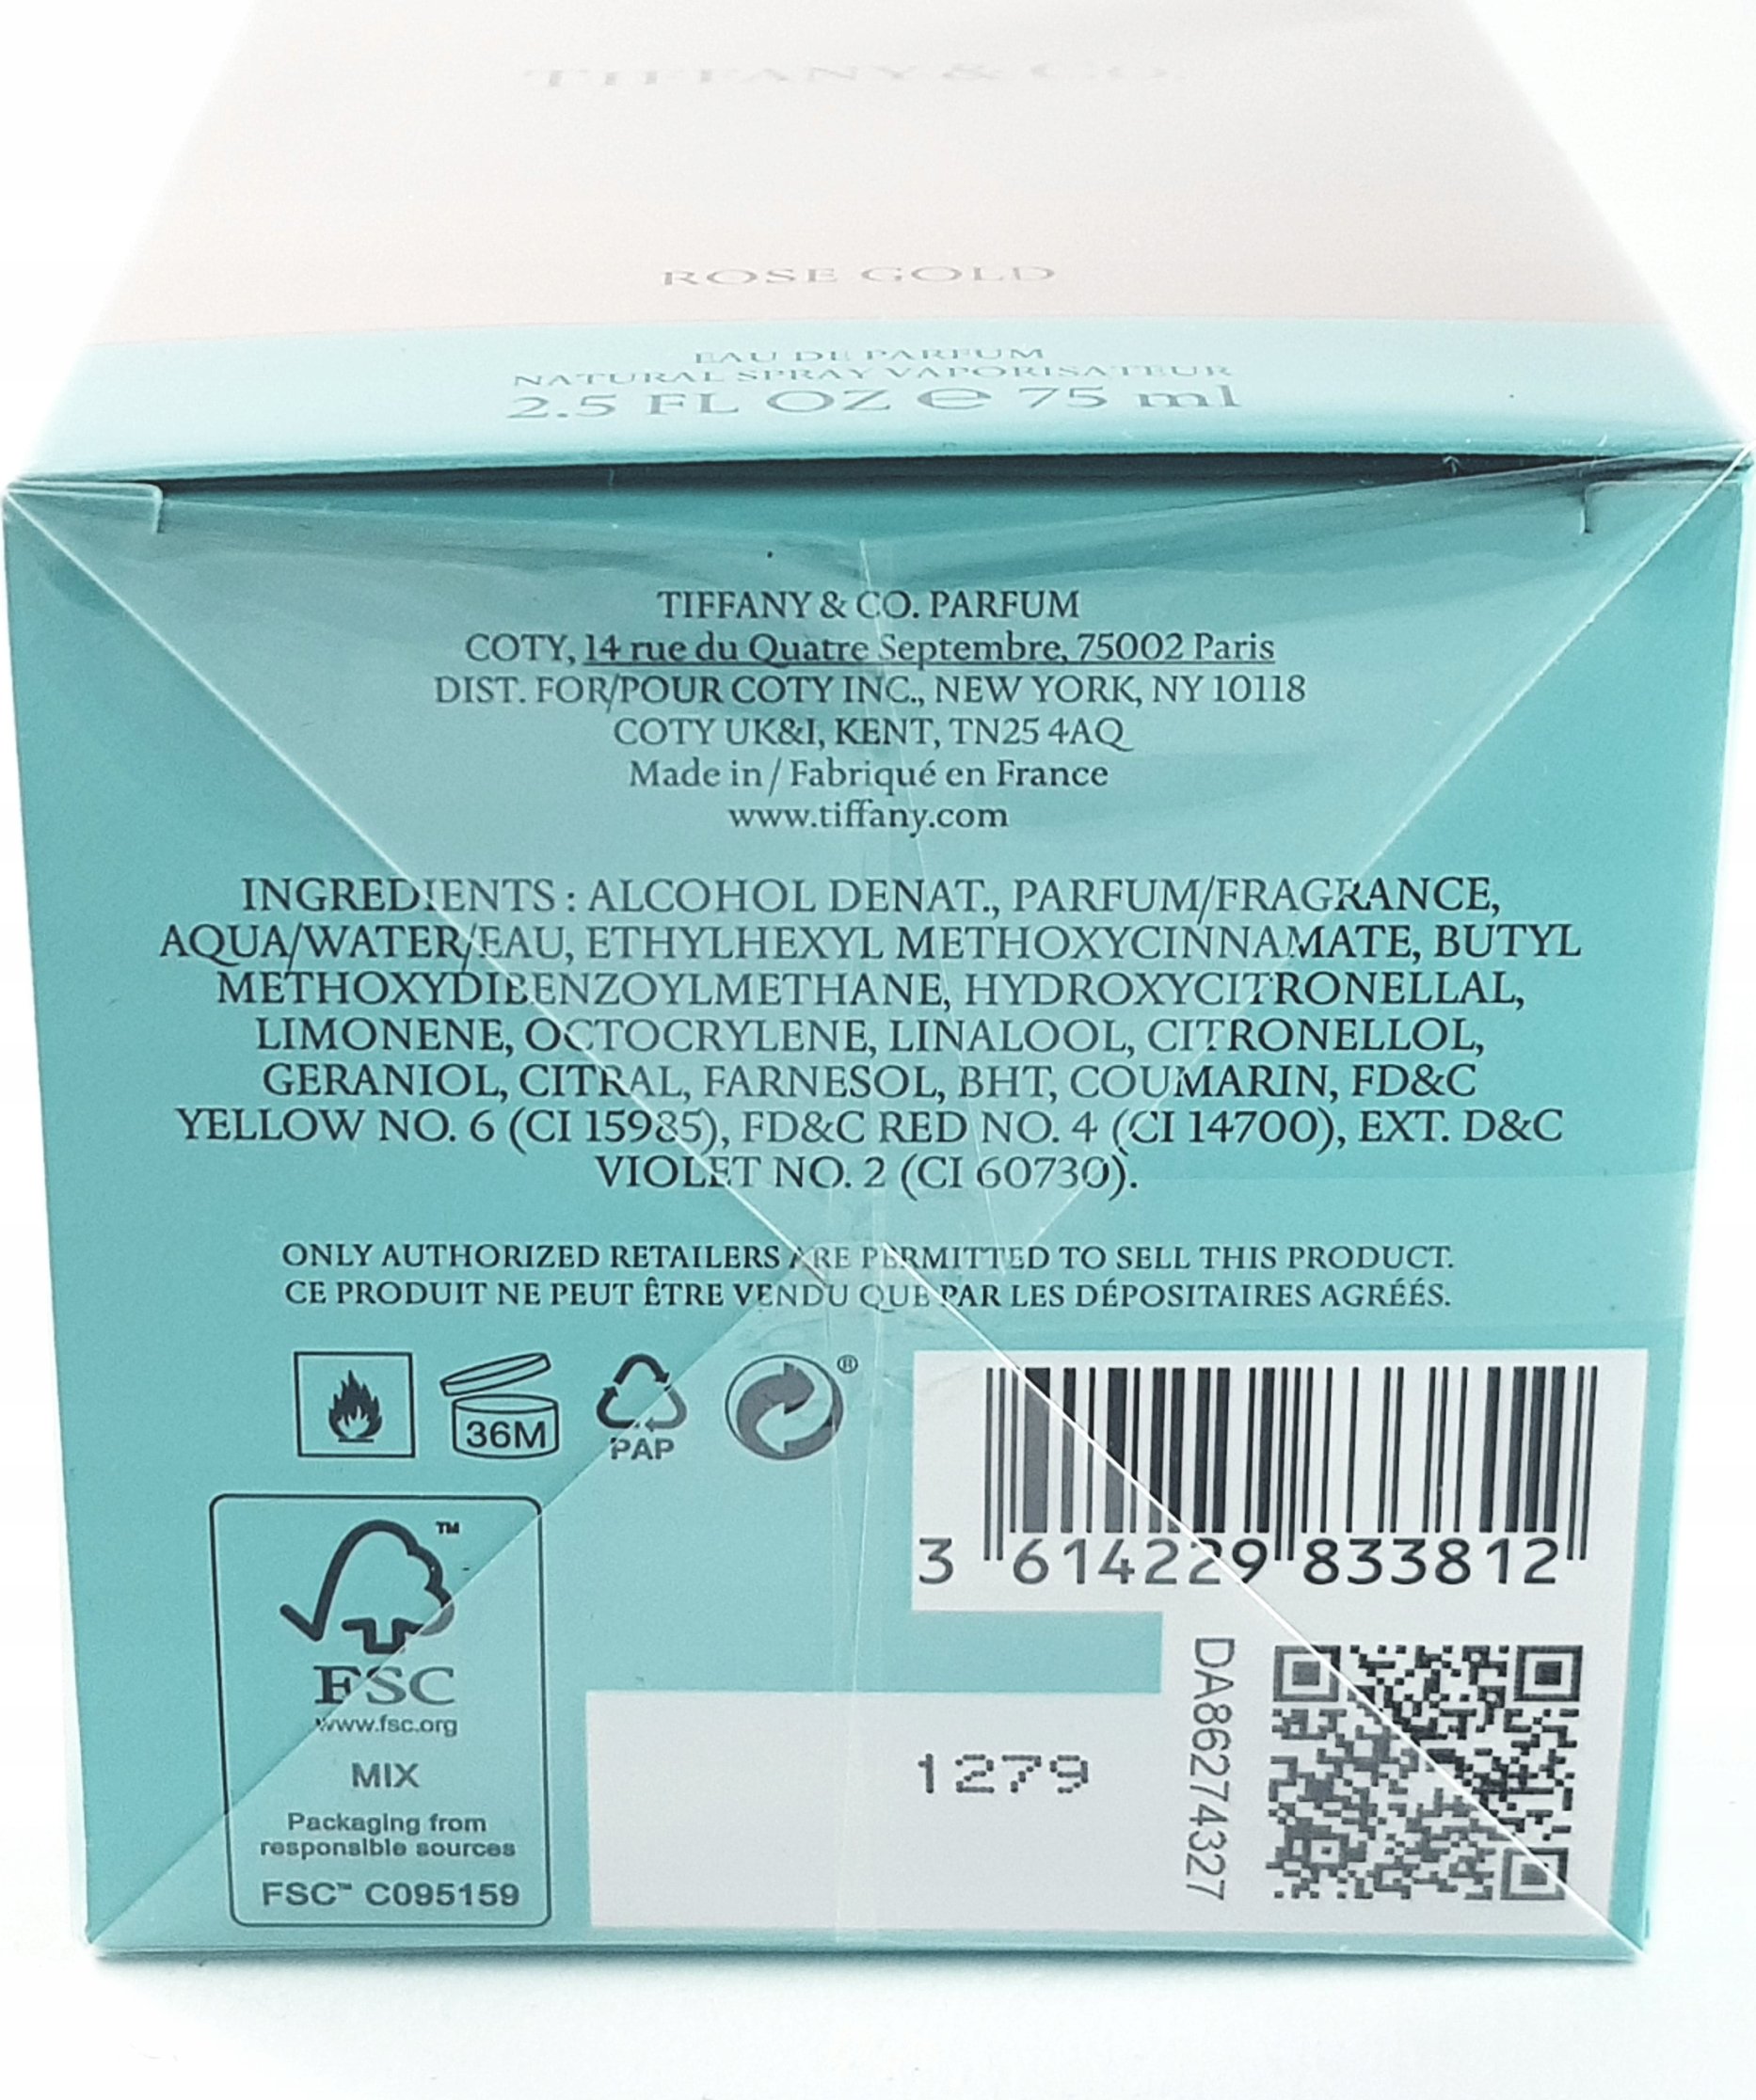 TIFFANY & CO.
ROSE GOLD
EAU DE PARFUM
NATURAL SPRAY VAPORISATEUR
2.5 FL OZ ℮ 75 ml
TIFFANY & CO. PARFUM
COTY, 14 rue du Quatre Septembre, 75002 Paris
DIST. FOR/POUR COTY INC., NEW YORK, NY 10118
COTY UK&I, KENT, TN25 4AQ
Made in / Fabriqué en France
www.tiffany.com
INGREDIENTS : ALCOHOL DENAT., PARFUM/FRAGRANCE,
AQUA/WATER/EAU, ETHYLHEXYL METHOXYCINNAMATE, BUTYL
METHOXYDIBENZOYLMETHANE, HYDROXYCITRONELLAL,
LIMONENE, OCTOCRYLENE, LINALOOL, CITRONELLOL,
GERANIOL, CITRAL, FARNESOL, BHT, COUMARIN, FD&C
YELLOW NO. 6 (CI 15985), FD&C RED NO. 4 (CI 14700), EXT. D&C
VIOLET NO. 2 (CI 60730).
ONLY AUTHORIZED RETAILERS ARE PERMITTED TO SELL THIS PRODUCT.
CE PRODUIT NE PEUT ÊTRE VENDU QUE PAR LES DÉPOSITAIRES AGRÉÉS.
36M
PAP
®
3 614229 833812
™
FSC
www.fsc.org
MIX
Packaging from
responsible sources
FSC™ C095159
1279
DA86274327